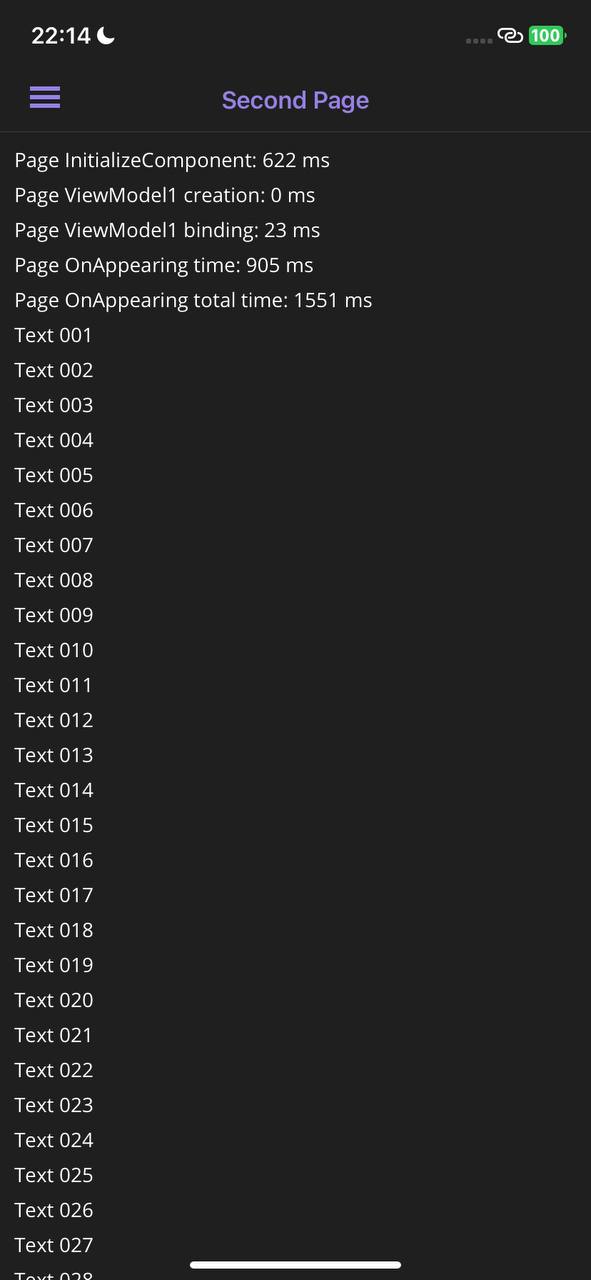 22:14
100
Second Page
Page InitializeComponent: 622 ms
Page ViewModel1 creation: 0 ms
Page ViewModel1 binding: 23 ms
Page OnAppearing time: 905 ms
Page OnAppearing total time: 1551 ms
Text 001
Text 002
Text 003
Text 004
Text 005
Text 006
Text 007
Text 008
Text 009
Text 010
Text 011
Text 012
Text 013
Text 014
Text 015
Text 016
Text 017
Text 018
Text 019
Text 020
Text 021
Text 022
Text 023
Text 024
Text 025
Text 026
Text 027
Text 028